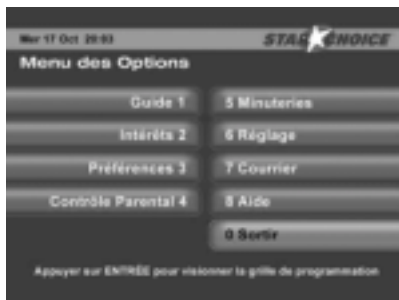 Mer 17 Oct 20:03
STAR CHOICE
Menu des Options
Guide 1
5 Minuteries
Intérêts 2
6 Réglage
Préférences 3
7 Courrier
Contrôle Parental 4
8 Aide
0 Sortir
Appuyer sur ENTRÉE pour visionner la grille de programmation